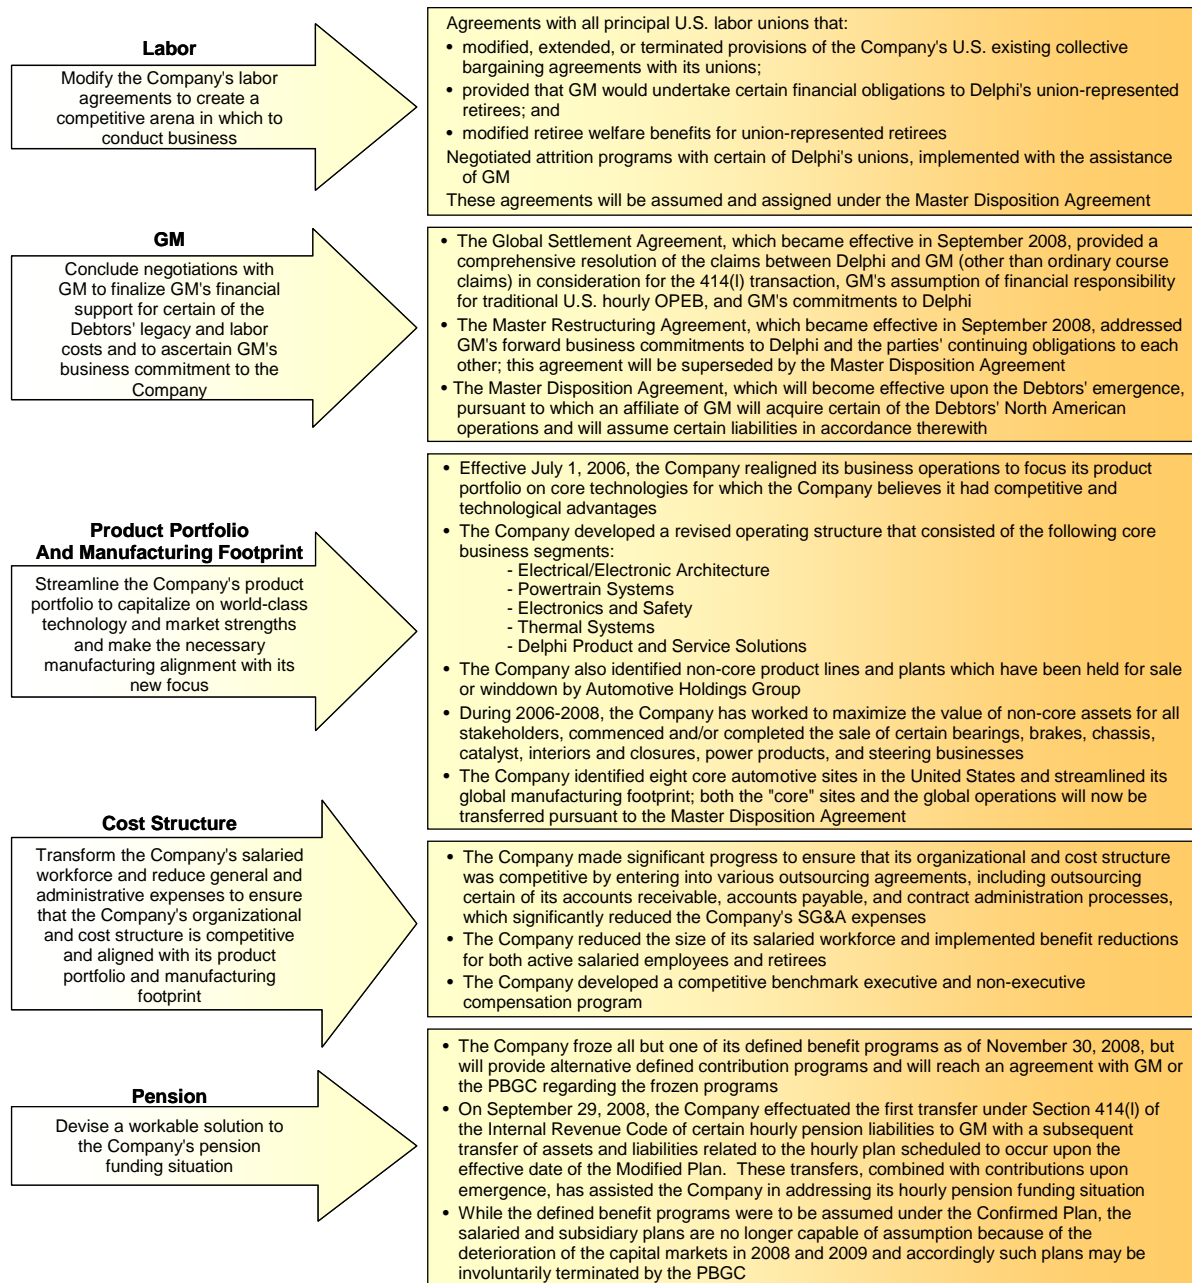 Labor
Modify the Company's labor
agreements to create a
competitive arena in which to
conduct business
Agreements with all principal U.S. labor unions that:
• modified, extended, or terminated provisions of the Company's U.S. existing collective
bargaining agreements with its unions;
• provided that GM would undertake certain financial obligations to Delphi's union-represented
retirees; and
• modified retiree welfare benefits for union-represented retirees
Negotiated attrition programs with certain of Delphi's unions, implemented with the assistance
of GM
These agreements will be assumed and assigned under the Master Disposition Agreement
GM
Conclude negotiations with
GM to finalize GM's financial
support for certain of the
Debtors' legacy and labor
costs and to ascertain GM's
business commitment to the
Company
• The Global Settlement Agreement, which became effective in September 2008, provided a
comprehensive resolution of the claims between Delphi and GM (other than ordinary course
claims) in consideration for the 414(l) transaction, GM's assumption of financial responsibility
for traditional U.S. hourly OPEB, and GM's commitments to Delphi
• The Master Restructuring Agreement, which became effective in September 2008, addressed
GM's forward business commitments to Delphi and the parties' continuing obligations to each
other; this agreement will be superseded by the Master Disposition Agreement
• The Master Disposition Agreement, which will become effective upon the Debtors' emergence,
pursuant to which an affiliate of GM will acquire certain of the Debtors' North American
operations and will assume certain liabilities in accordance therewith
Product Portfolio
And Manufacturing Footprint
Streamline the Company's product
portfolio to capitalize on world-class
technology and market strengths
and make the necessary
manufacturing alignment with its
new focus
• Effective July 1, 2006, the Company realigned its business operations to focus its product
portfolio on core technologies for which the Company believes it had competitive and
technological advantages
• The Company developed a revised operating structure that consisted of the following core
business segments:
- Electrical/Electronic Architecture
- Powertrain Systems
- Electronics and Safety
- Thermal Systems
- Delphi Product and Service Solutions
• The Company also identified non-core product lines and plants which have been held for sale
or winddown by Automotive Holdings Group
• During 2006-2008, the Company has worked to maximize the value of non-core assets for all
stakeholders, commenced and/or completed the sale of certain bearings, brakes, chassis,
catalyst, interiors and closures, power products, and steering businesses
• The Company identified eight core automotive sites in the United States and streamlined its
global manufacturing footprint; both the "core" sites and the global operations will now be
transferred pursuant to the Master Disposition Agreement
Cost Structure
Transform the Company's salaried
workforce and reduce general and
administrative expenses to ensure
that the Company's organizational
and cost structure is competitive
and aligned with its product
portfolio and manufacturing
footprint
• The Company made significant progress to ensure that its organizational and cost structure
was competitive by entering into various outsourcing agreements, including outsourcing
certain of its accounts receivable, accounts payable, and contract administration processes,
which significantly reduced the Company's SG&A expenses
• The Company reduced the size of its salaried workforce and implemented benefit reductions
for both active salaried employees and retirees
• The Company developed a competitive benchmark executive and non-executive
compensation program
Pension
Devise a workable solution to
the Company's pension
funding situation
• The Company froze all but one of its defined benefit programs as of November 30, 2008, but
will provide alternative defined contribution programs and will reach an agreement with GM or
the PBGC regarding the frozen programs
• On September 29, 2008, the Company effectuated the first transfer under Section 414(l) of
the Internal Revenue Code of certain hourly pension liabilities to GM with a subsequent
transfer of assets and liabilities related to the hourly plan scheduled to occur upon the
effective date of the Modified Plan.  These transfers, combined with contributions upon
emergence, has assisted the Company in addressing its hourly pension funding situation
• While the defined benefit programs were to be assumed under the Confirmed Plan, the
salaried and subsidiary plans are no longer capable of assumption because of the
deterioration of the capital markets in 2008 and 2009 and accordingly such plans may be
involuntarily terminated by the PBGC